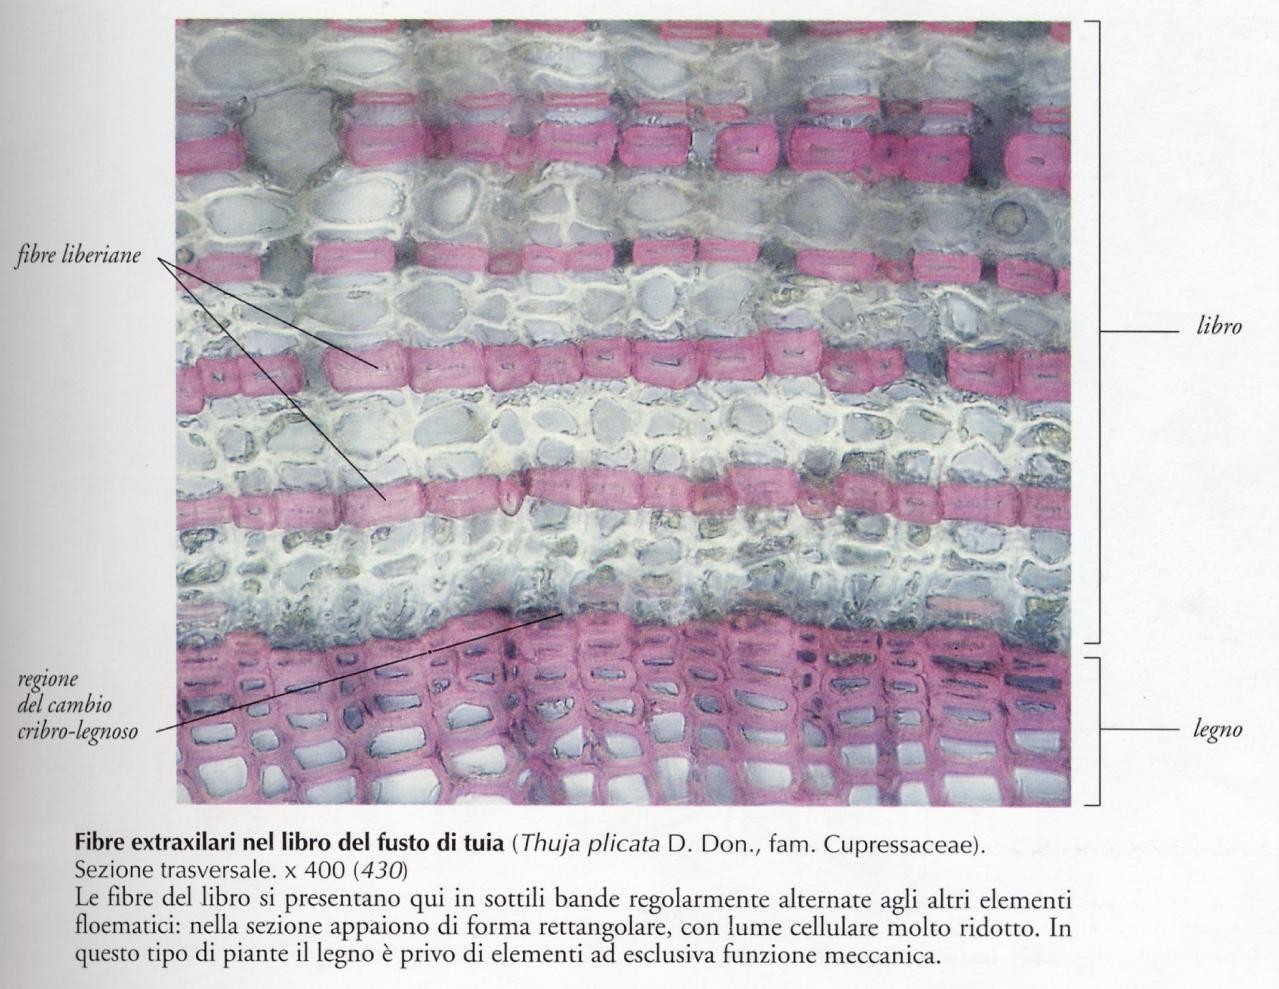 fibre liberiane
libro
regione
del cambio
cribro-legnoso
legno
Fibre extraxilari nel libro del fusto di tuia (Thuja plicata D. Don., fam. Cupressaceae).
Sezione trasversale. x 400 (430)
Le fibre del libro si presentano qui in sottili bande regolarmente alternate agli altri elementi
floematici: nella sezione appaiono di forma rettangolare, con lume cellulare molto ridotto. In
questo tipo di piante il legno è privo di elementi ad esclusiva funzione meccanica.